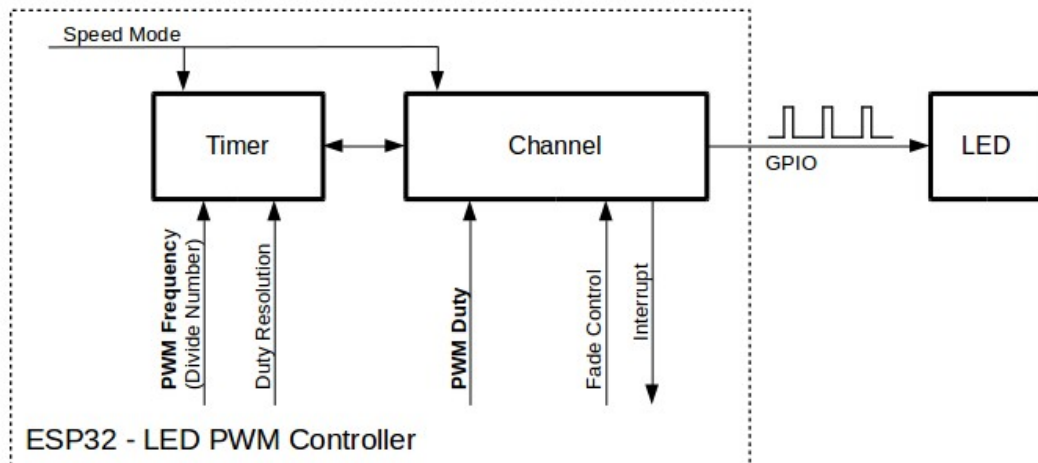 Speed Mode
Timer
Channel
GPIO
LED
PWM Frequency
(Divide Number)
Duty Resolution
PWM Duty
Fade Control
Interrupt
ESP32 - LED PWM Controller